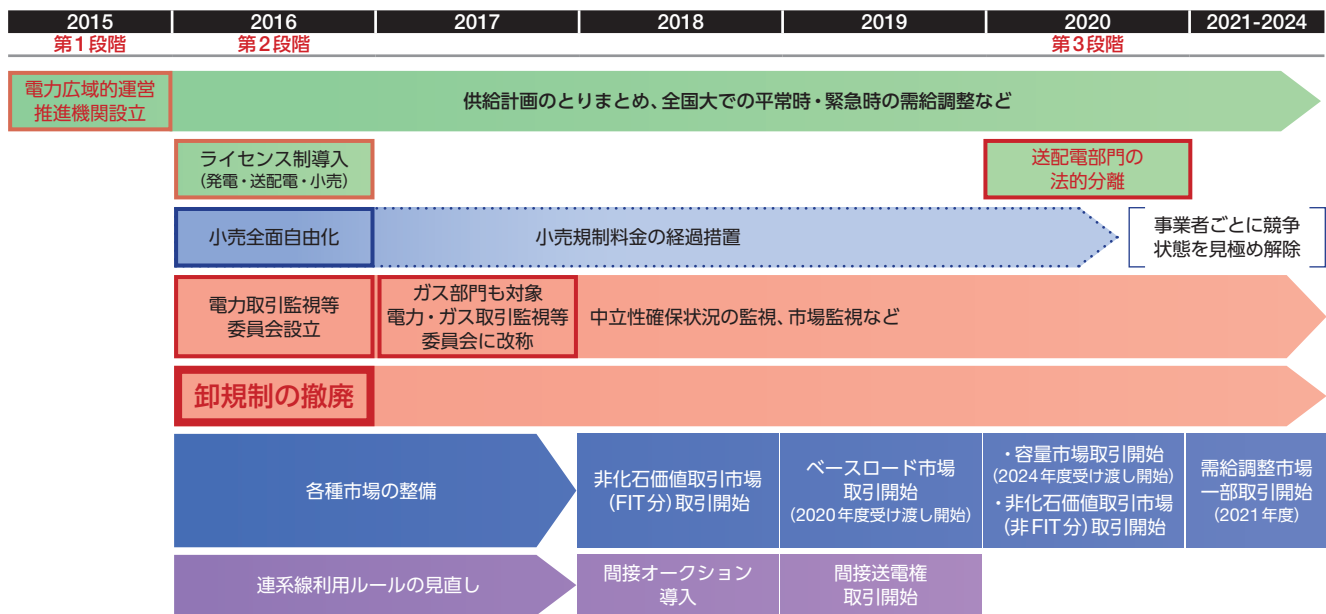 2015
2016
2017
2018
2019
2020
2021-2024
第1段階
第2段階
第3段階
電力広域的運営
推進機関設立
供給計画のとりまとめ、全国大での平常時・緊急時の需給調整など
ライセンス制導入
(発電・送配電・小売)
送配電部門の
法的分離
小売全面自由化
小売規制料金の経過措置
事業者ごとに競争
状態を見極め解除
電力取引監視等
委員会設立
ガス部門も対象
電力・ガス取引監視等
委員会に改称
中立性確保状況の監視、市場監視など
卸規制の撤廃
各種市場の整備
非化石価値取引市場
(FIT分)取引開始
ベースロード市場
取引開始
(2020年度受け渡し開始)
・容量市場取引開始
(2024年度受け渡し開始)
・非化石価値取引市場
(非FIT分)取引開始
需給調整市場
一部取引開始
(2021年度)
連系線利用ルールの見直し
間接オークション
導入
間接送電権
取引開始